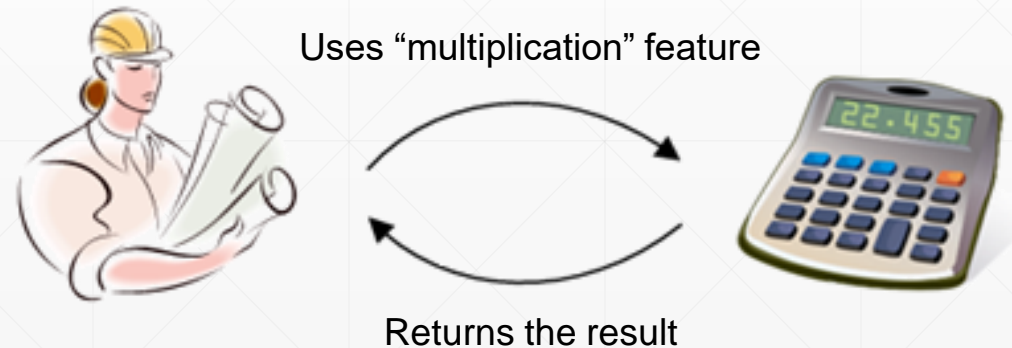 Uses “multiplication” feature
22.455
Returns the result